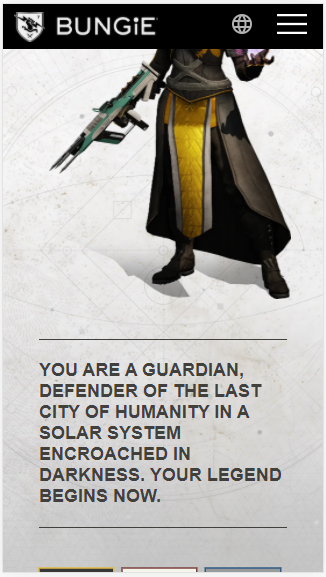 BUNGiE
YOU ARE A GUARDIAN,
DEFENDER OF THE LAST
CITY OF HUMANITY IN A
SOLAR SYSTEM
ENCROACHED IN
DARKNESS. YOUR LEGEND
BEGINS NOW.